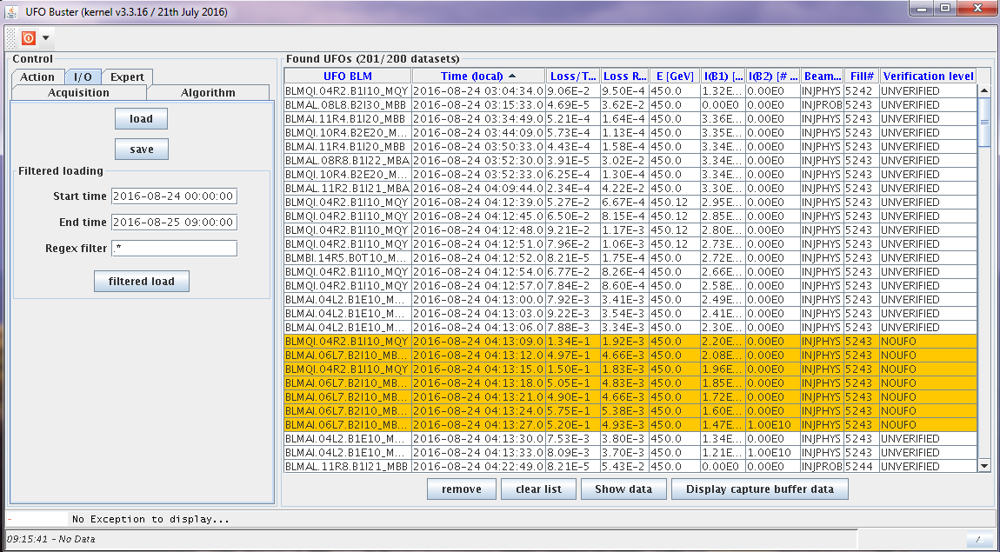 UFO Buster (kernel v3.3.16 / 21th July 2016)
Control
Action I/O Expert
Acquisition Algorithm
load
save
Filtered loading
Start time 2016-08-24 00:00:00
End time 2016-08-25 09:00:00
Regex filter .*
filtered load
Found UFOs (201/200 datasets)
UFO BLM Time (local) Loss/T... Loss R... E [GeV] I(B1) [... I(B2) [# ... Beam... Fill# Verification level
BLMQI.04R2.B1I10_MQY 2016-08-24 03:04:34.0 9.06E-2 9.50E-4 450.0 1.32E... 0.00E0 INJPHYS 5242 UNVERIFIED
BLMAL.08L8.B2I30_MBB 2016-08-24 03:15:33.0 4.69E-5 3.62E-2 450.0 0.00E0 0.00E0 INJPROB 5243 UNVERIFIED
BLMAI.11R4.B1I20_MBB 2016-08-24 03:34:49.0 5.21E-4 1.64E-4 450.0 3.36E... 0.00E0 INJPHYS 5243 UNVERIFIED
BLMQI.10R4.B2E20_M... 2016-08-24 03:44:09.0 5.73E-4 1.13E-4 450.0 3.35E... 0.00E0 INJPHYS 5243 UNVERIFIED
BLMAI.11R4.B1I20_MBB 2016-08-24 03:50:33.0 4.43E-4 1.58E-4 450.0 3.34E... 0.00E0 INJPHYS 5243 UNVERIFIED
BLMAL.08R8.B1I22_MBA 2016-08-24 03:52:30.0 3.91E-5 3.02E-2 450.0 3.34E... 0.00E0 INJPHYS 5243 UNVERIFIED
BLMQI.10R4.B2E20_M... 2016-08-24 03:52:33.0 6.25E-4 1.30E-4 450.0 3.34E... 0.00E0 INJPHYS 5243 UNVERIFIED
BLMAL.11R2.B1I21_MBA 2016-08-24 04:09:44.0 2.34E-4 4.22E-2 450.0 3.30E... 0.00E0 INJPHYS 5243 UNVERIFIED
BLMQI.04R2.B1I10_MQY 2016-08-24 04:12:39.0 5.27E-2 6.67E-4 450.12 2.95E... 0.00E0 INJPHYS 5243 UNVERIFIED
BLMQI.04R2.B1I10_MQY 2016-08-24 04:12:45.0 6.50E-2 8.15E-4 450.12 2.85E... 0.00E0 INJPHYS 5243 UNVERIFIED
BLMQI.04R2.B1I10_MQY 2016-08-24 04:12:48.0 9.21E-2 1.17E-3 450.12 2.80E... 0.00E0 INJPHYS 5243 UNVERIFIED
BLMQI.04R2.B1I10_MQY 2016-08-24 04:12:51.0 7.96E-2 1.06E-3 450.12 2.73E... 0.00E0 INJPHYS 5243 UNVERIFIED
BLMBI.14R5.B0T10_M... 2016-08-24 04:12:52.0 8.21E-5 1.75E-4 450.0 2.72E... 0.00E0 INJPHYS 5243 UNVERIFIED
BLMQI.04R2.B1I10_MQY 2016-08-24 04:12:54.0 6.77E-2 8.26E-4 450.0 2.66E... 0.00E0 INJPHYS 5243 UNVERIFIED
BLMQI.04R2.B1I10_MQY 2016-08-24 04:12:57.0 7.84E-2 8.60E-4 450.0 2.58E... 0.00E0 INJPHYS 5243 UNVERIFIED
BLMAI.04L2.B1E10_M... 2016-08-24 04:13:00.0 7.92E-3 3.41E-3 450.0 2.49E... 0.00E0 INJPHYS 5243 UNVERIFIED
BLMAI.04L2.B1E10_M... 2016-08-24 04:13:03.0 9.22E-3 3.54E-3 450.0 2.41E... 0.00E0 INJPHYS 5243 UNVERIFIED
BLMAI.04L2.B1E10_M... 2016-08-24 04:13:06.0 7.88E-3 3.34E-3 450.0 2.30E... 0.00E0 INJPHYS 5243 UNVERIFIED
BLMQI.04R2.B1I10_MQY 2016-08-24 04:13:09.0 1.34E-1 1.92E-3 450.0 2.20E... 0.00E0 INJPHYS 5243 NOUFO
BLMAI.06L7.B2I10_MB... 2016-08-24 04:13:12.0 4.97E-1 4.66E-3 450.0 2.08E... 0.00E0 INJPHYS 5243 NOUFO
BLMQI.04R2.B1I10_MQY 2016-08-24 04:13:15.0 1.50E-1 1.83E-3 450.0 1.96E... 0.00E0 INJPHYS 5243 NOUFO
BLMAI.06L7.B2I10_MB... 2016-08-24 04:13:18.0 5.05E-1 4.83E-3 450.0 1.85E... 0.00E0 INJPHYS 5243 NOUFO
BLMAI.06L7.B2I10_MB... 2016-08-24 04:13:21.0 4.90E-1 4.66E-3 450.0 1.72E... 0.00E0 INJPHYS 5243 NOUFO
BLMAI.06L7.B2I10_MB... 2016-08-24 04:13:24.0 5.75E-1 5.38E-3 450.0 1.60E... 0.00E0 INJPHYS 5243 NOUFO
BLMAI.06L7.B2I10_MB... 2016-08-24 04:13:27.0 5.20E-1 4.93E-3 450.0 1.47E... 1.00E10 INJPHYS 5243 NOUFO
BLMAI.04L2.B1E10_M... 2016-08-24 04:13:30.0 7.53E-3 3.80E-3 450.0 1.34E... 0.00E0 INJPHYS 5243 UNVERIFIED
BLMAI.04L2.B1E10_M... 2016-08-24 04:13:33.0 8.09E-3 3.70E-3 450.0 1.21E... 1.00E10 INJPHYS 5243 UNVERIFIED
BLMAL.11R8.B1I21_MBB 2016-08-24 04:22:49.0 8.21E-5 5.43E-2 450.0 0.00E0 0.00E0 INJPROB 5244 UNVERIFIED
remove clear list Show data Display capture buffer data
- No Exception to display...
09:15:41 - No Data